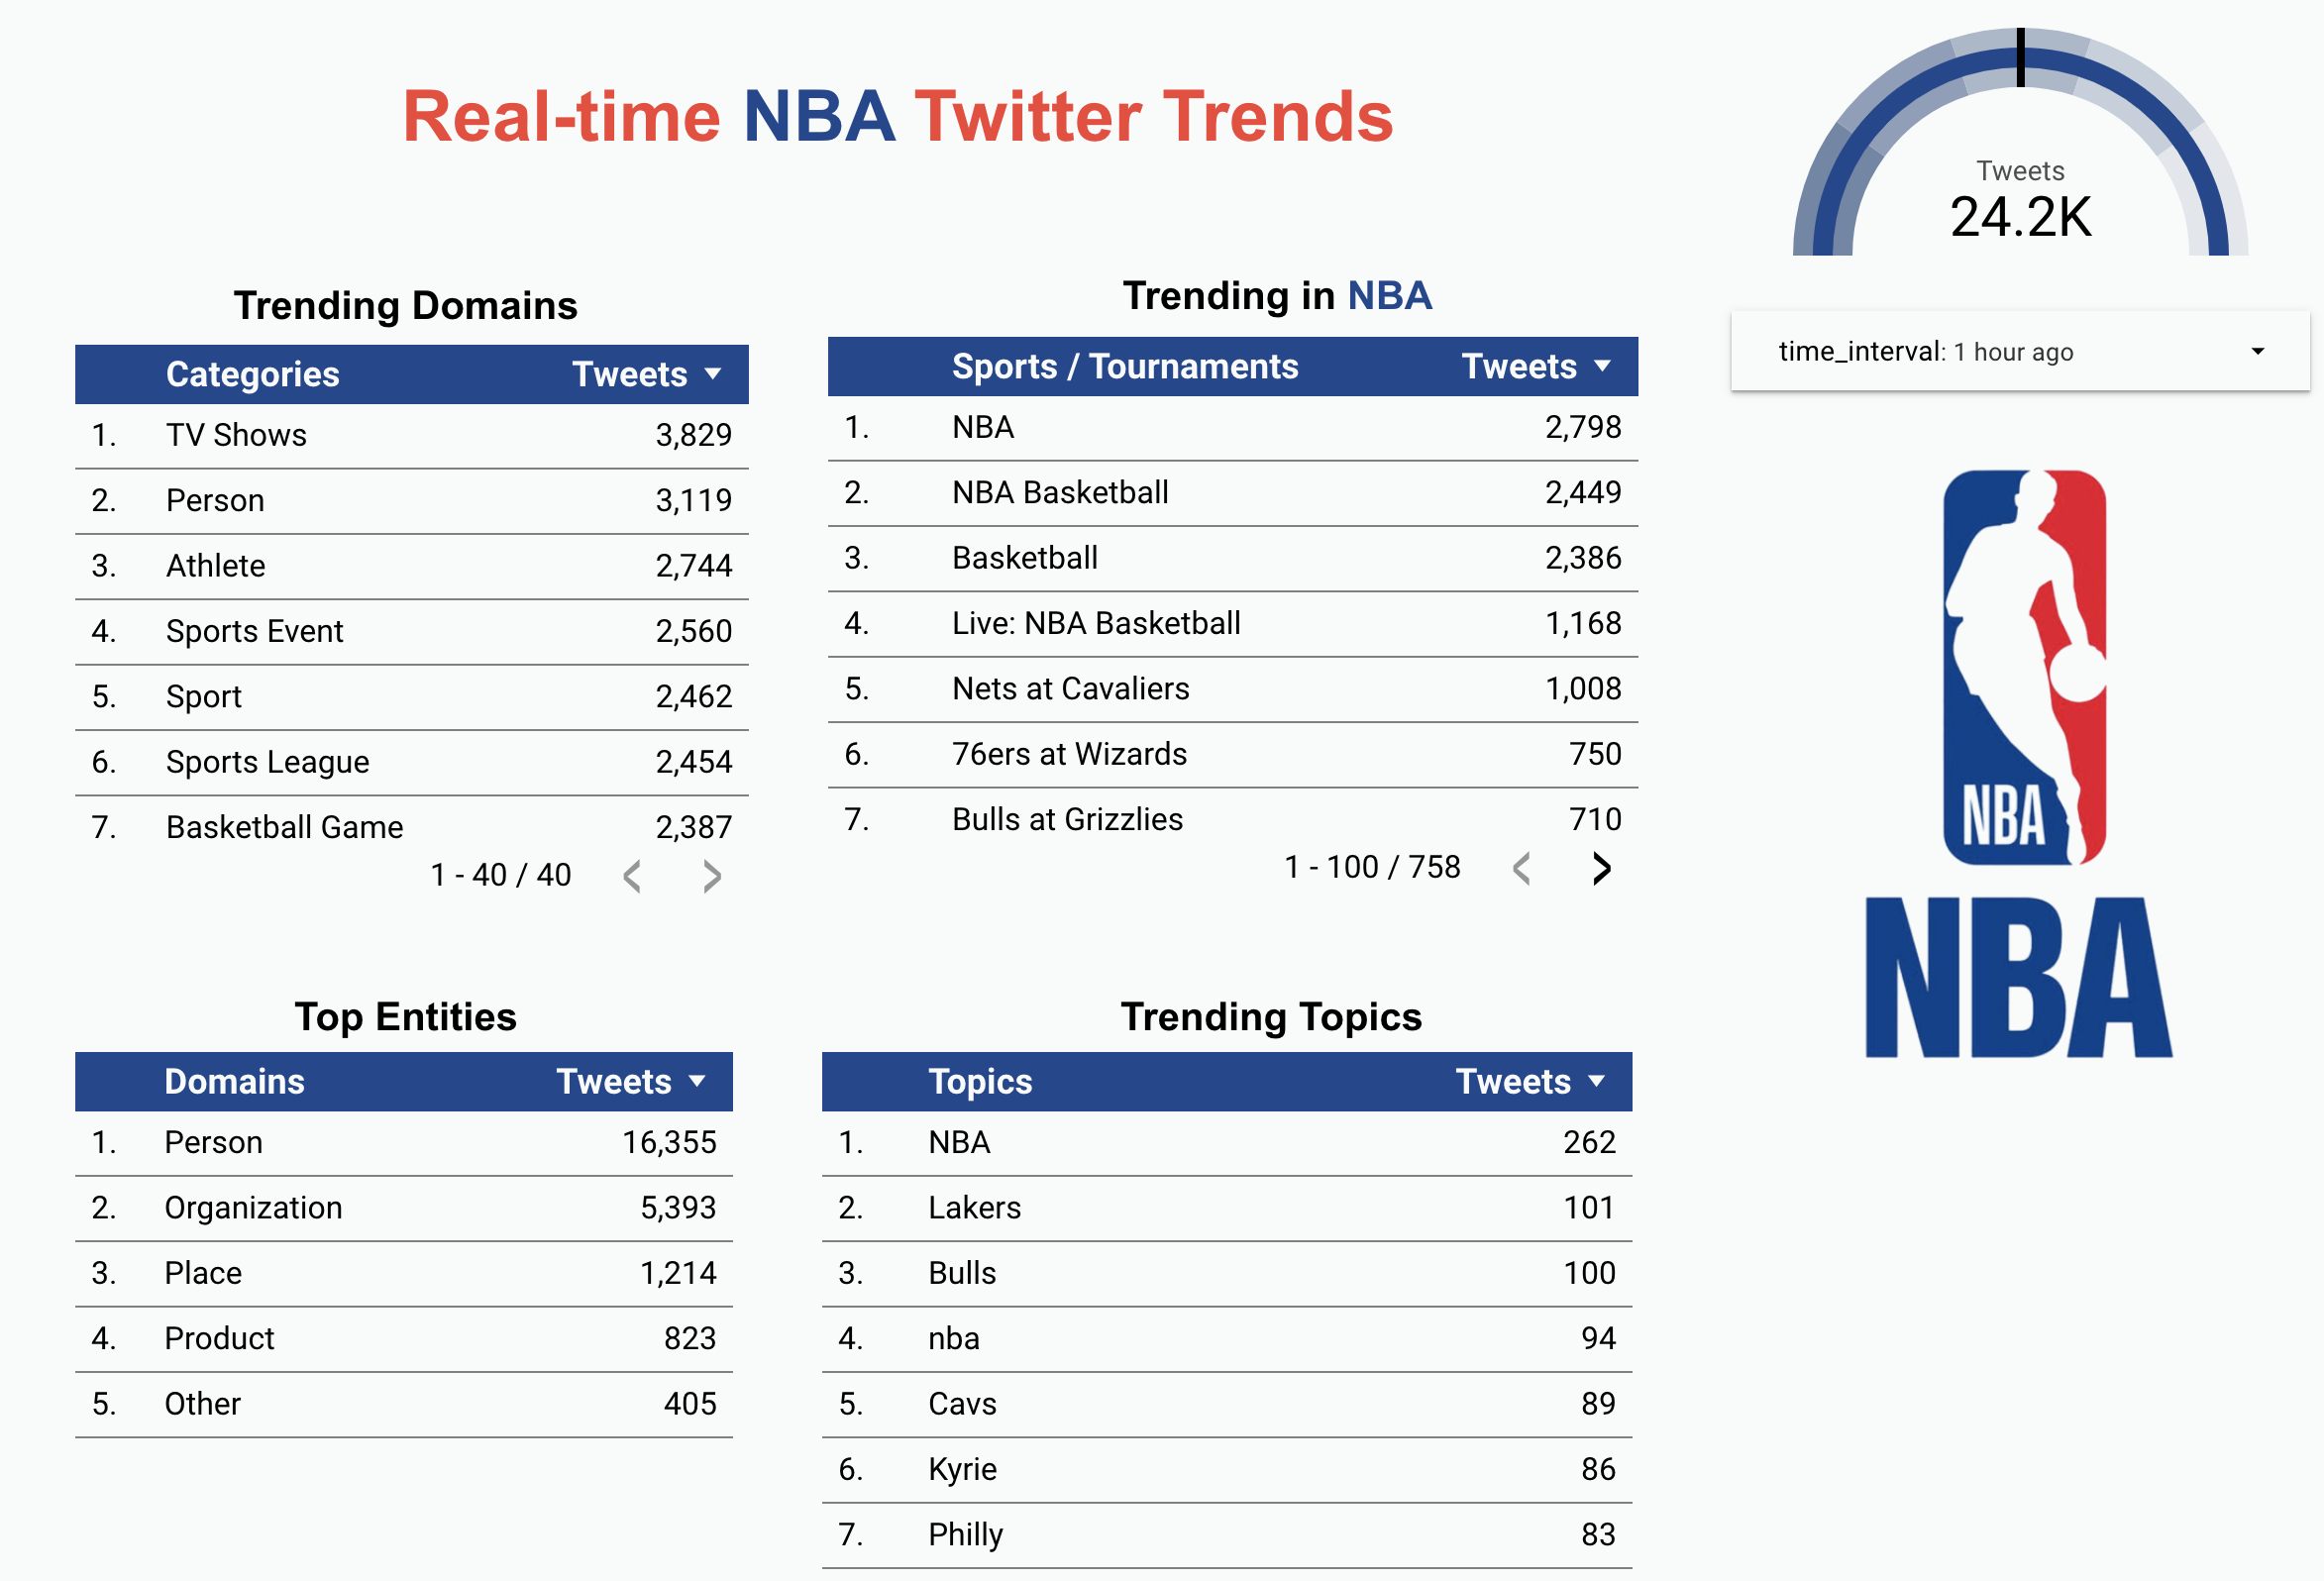 Real-time NBA Twitter Trends
Tweets
24.2K
time_interval: 1 hour ago
Trending Domains
Categories Tweets
1. TV Shows 3,829
2. Person 3,119
3. Athlete 2,744
4. Sports Event 2,560
5. Sport 2,462
6. Sports League 2,454
7. Basketball Game 2,387
1 - 40 / 40
Trending in NBA
Sports / Tournaments Tweets
1. NBA 2,798
2. NBA Basketball 2,449
3. Basketball 2,386
4. Live: NBA Basketball 1,168
5. Nets at Cavaliers 1,008
6. 76ers at Wizards 750
7. Bulls at Grizzlies 710
1 - 100 / 758
NBA
NBA
Top Entities
Domains Tweets
1. Person 16,355
2. Organization 5,393
3. Place 1,214
4. Product 823
5. Other 405
Trending Topics
Topics Tweets
1. NBA 262
2. Lakers 101
3. Bulls 100
4. nba 94
5. Cavs 89
6. Kyrie 86
7. Philly 83